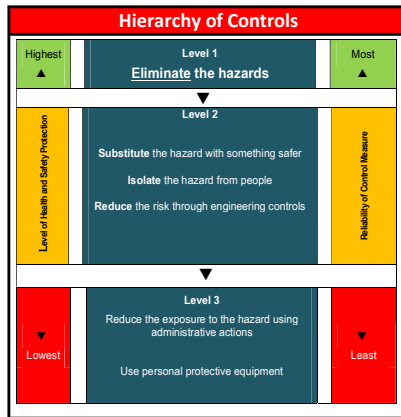 Hierarchy of Controls
Highest
▲
Level 1
Eliminate the hazards
Most
▲
▼
Level of Health and Safety Protection
Level 2
Substitute the hazard with something safer
Isolate the hazard from people
Reduce the risk through engineering controls
Reliability of Control Measure
▼
▼
Lowest
Level 3
Reduce the exposure to the hazard using
administrative actions
Use personal protective equipment
▼
Least